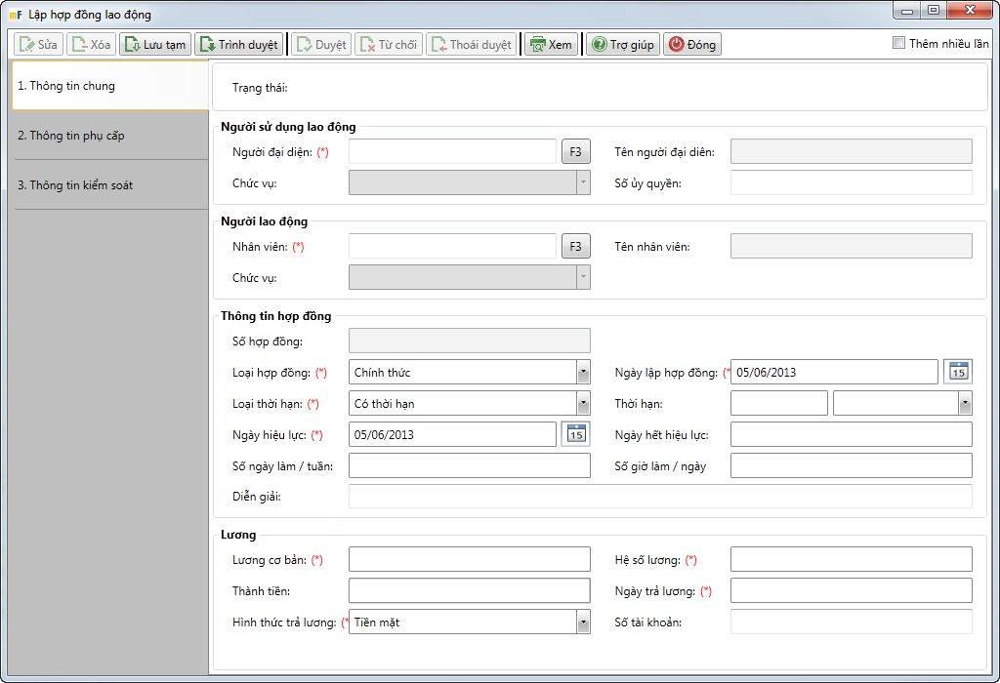 mF Lập hợp đồng lao động
Sửa Xóa Lưu tạm Trình duyệt Duyệt Từ chối Thoái duyệt Xem Trợ giúp Đóng Thêm nhiều lần
1. Thông tin chung
2. Thông tin phụ cấp
3. Thông tin kiểm soát
Trạng thái:
Người sử dụng lao động
Người đại diện: (*) F3 Tên người đại diên:
Chức vụ: Số ủy quyền:
Người lao động
Nhân viên: (*) F3 Tên nhân viên:
Chức vụ:
Thông tin hợp đồng
Số hợp đồng:
Loại hợp đồng: (*) Chính thức Ngày lập hợp đồng: (* 05/06/2013 15
Loại thời hạn: (*) Có thời hạn Thời hạn:
Ngày hiệu lực: (*) 05/06/2013 15 Ngày hết hiệu lực:
Số ngày làm / tuần: Số giờ làm / ngày
Diễn giải:
Lương
Lương cơ bản: (*) Hệ số lương: (*)
Thành tiền: Ngày trả lương: (*)
Hình thức trả lương: (* Tiền mặt Số tài khoản: